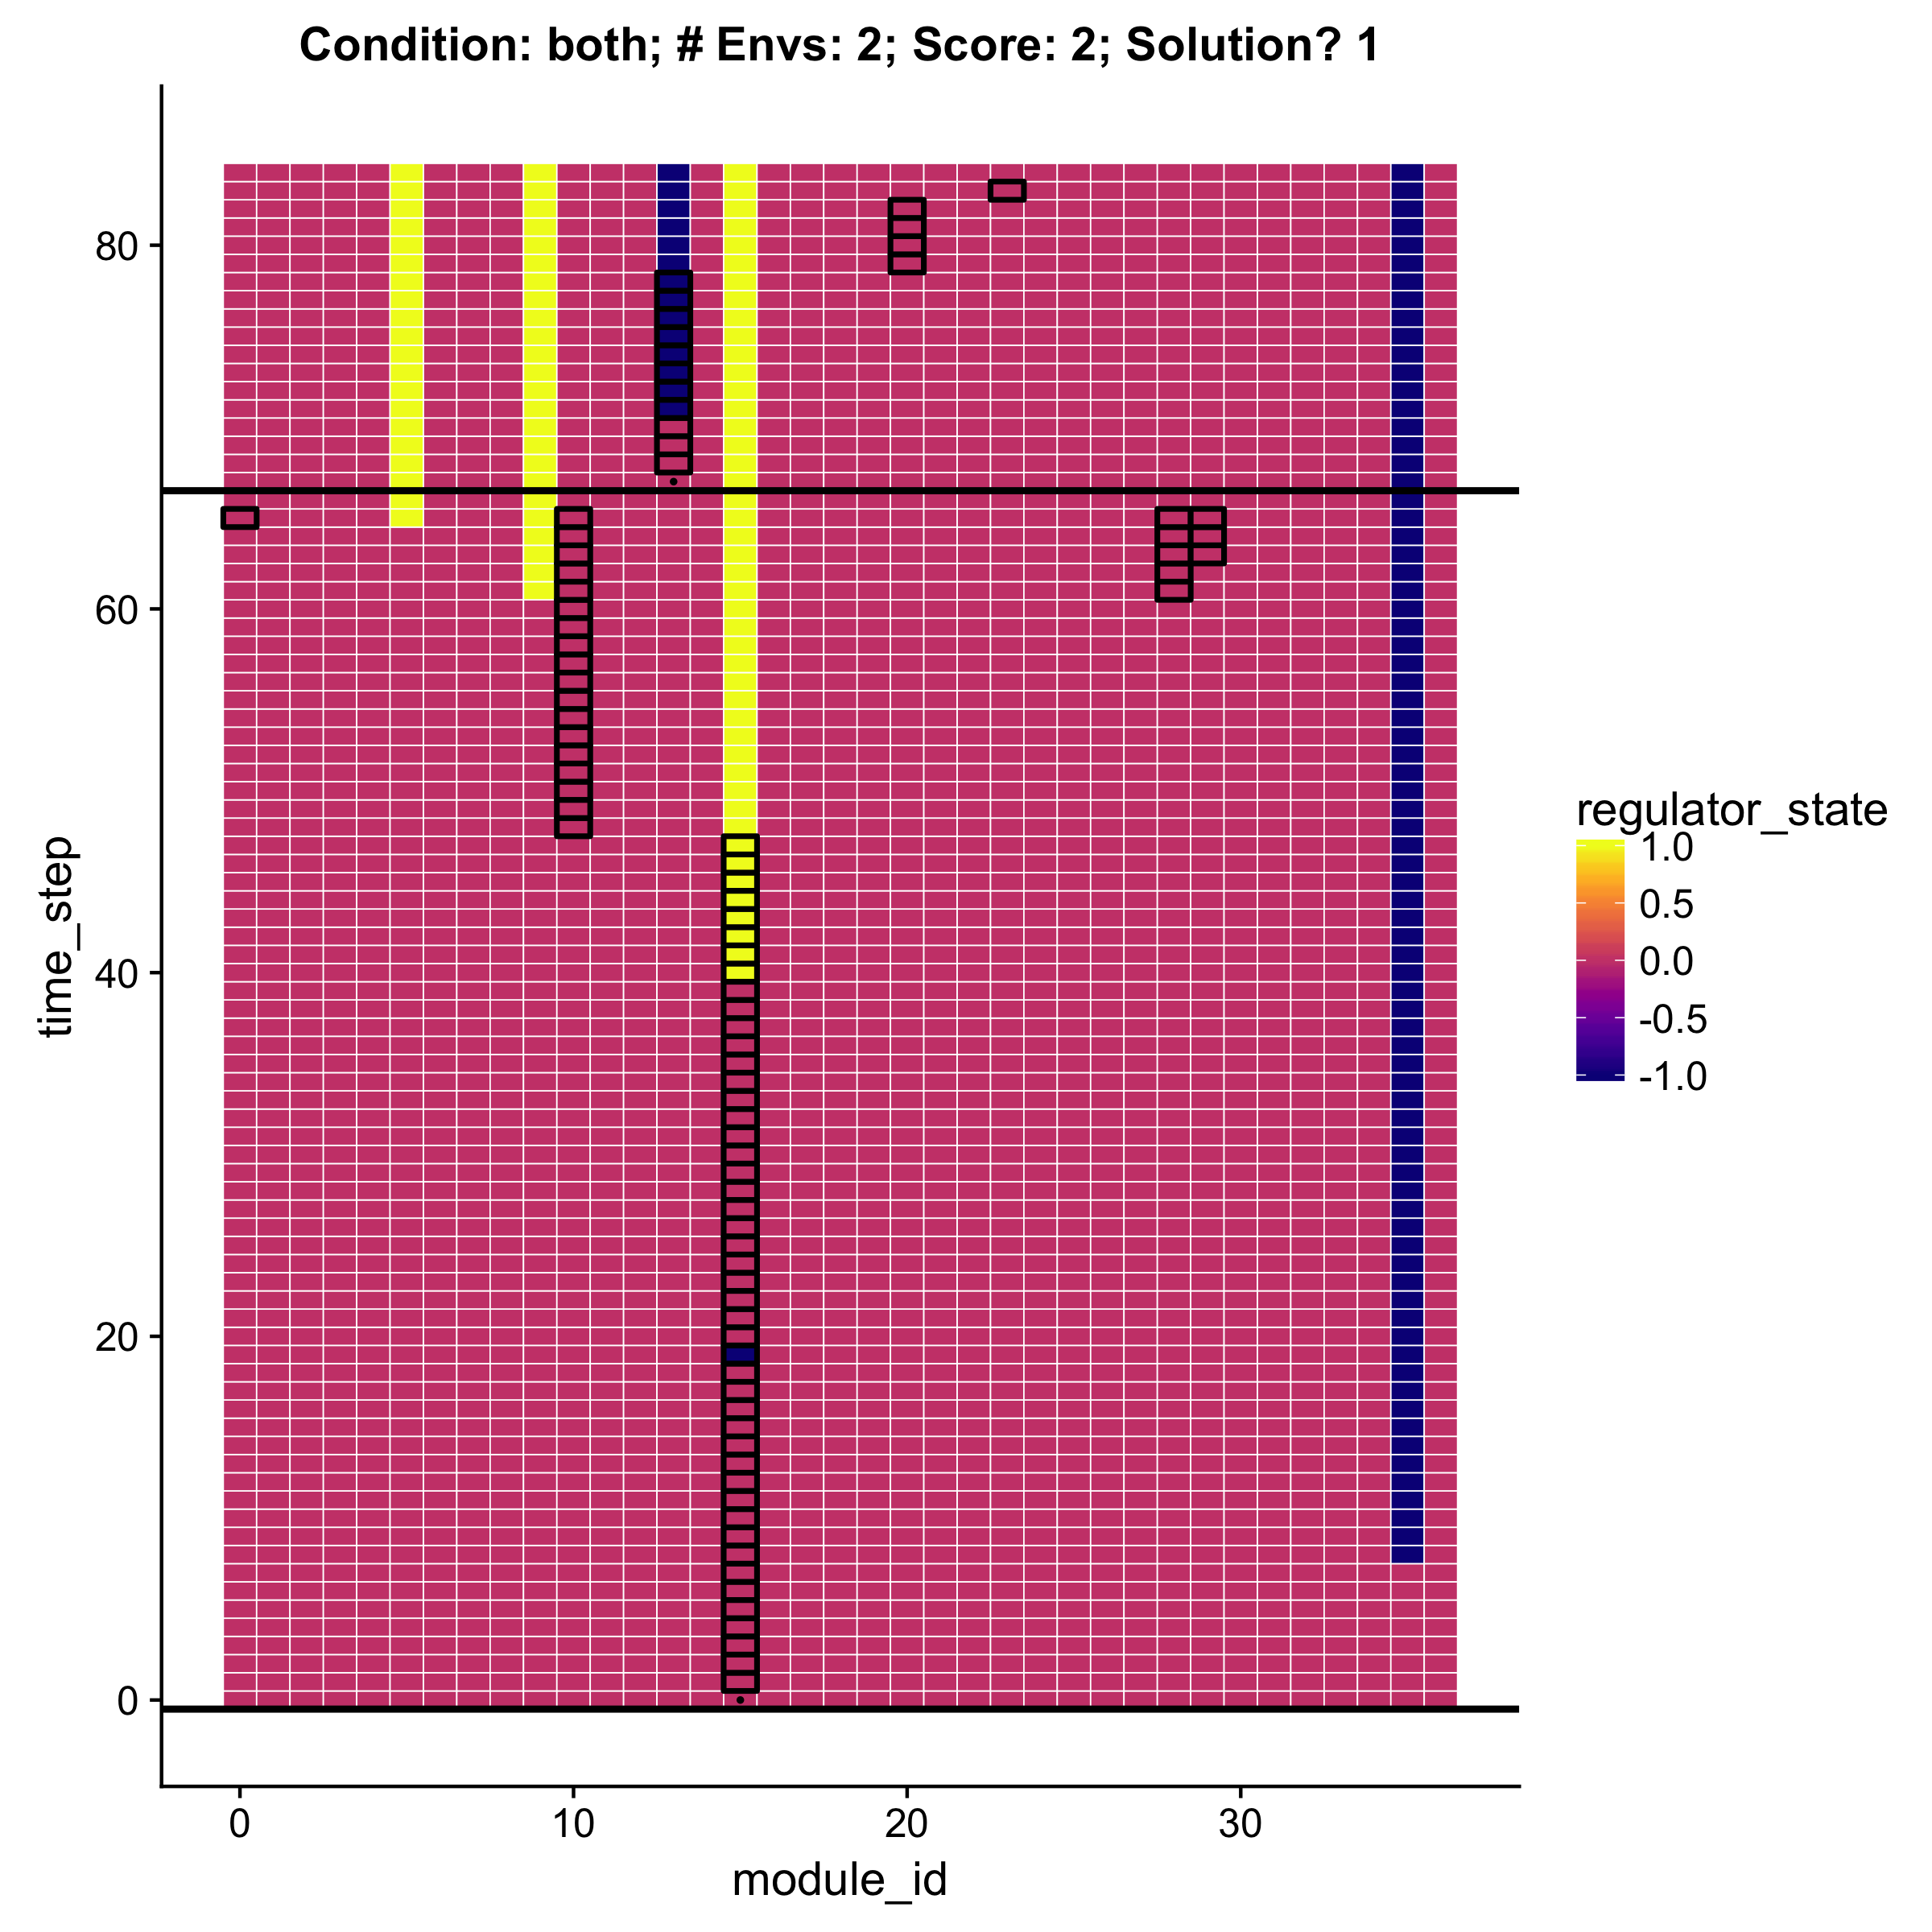 Condition: both; # Envs: 2; Score: 2; Solution? 1
80
60
40
20
0
time_step
0 10 20 30
module_id
regulator_state
1.0
0.5
0.0
-0.5
-1.0